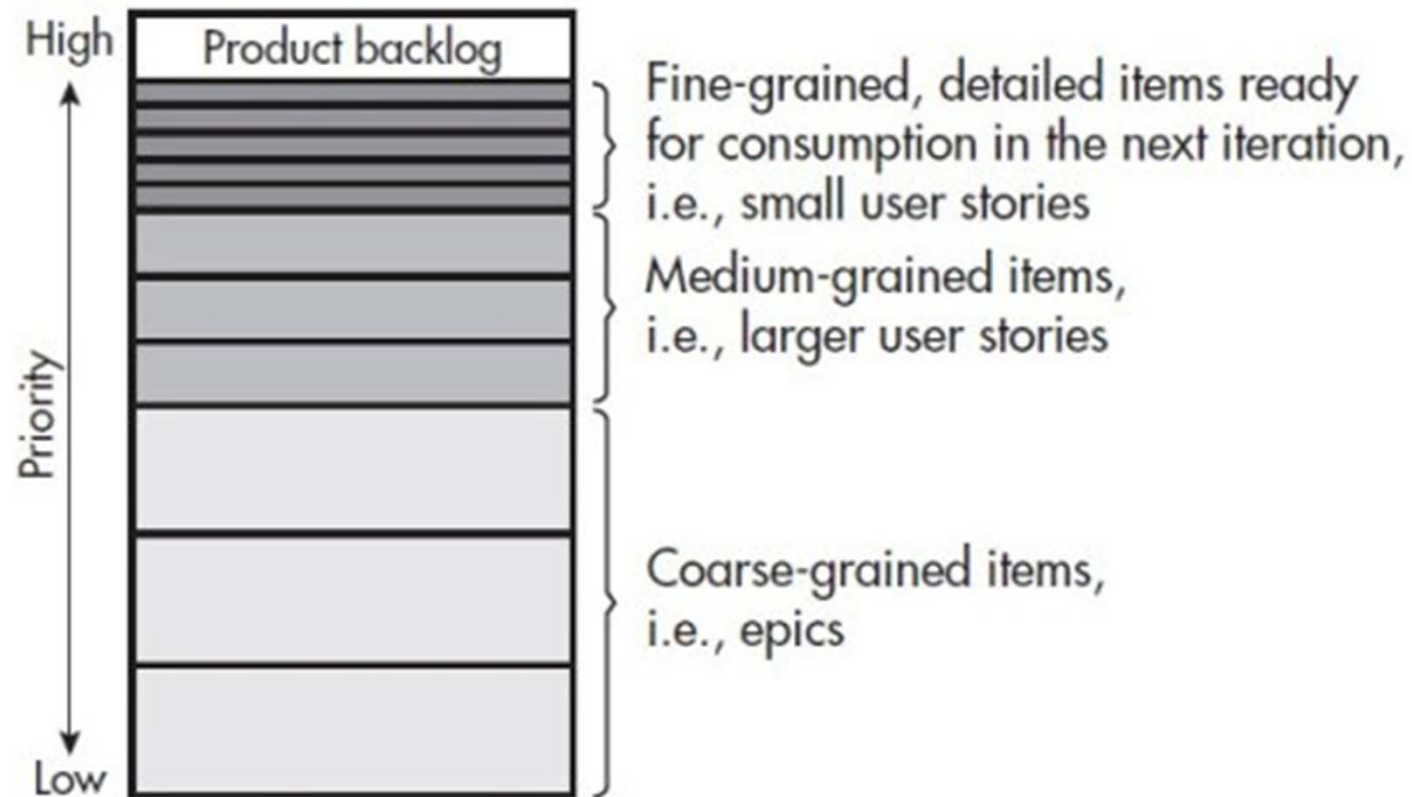 High
Product backlog
Fine-grained, detailed items ready
for consumption in the next iteration,
i.e., small user stories
Medium-grained items,
i.e., larger user stories
Priority
Coarse-grained items,
i.e., epics
Low